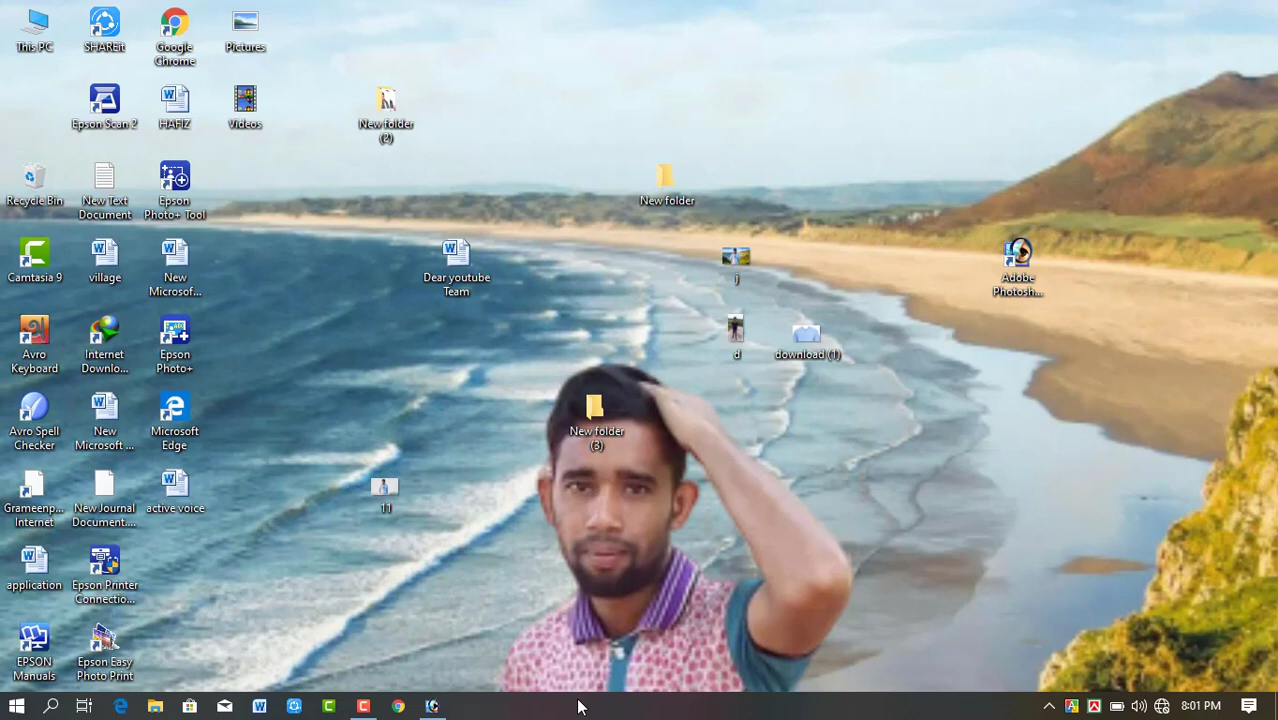 This PC
SHAREit
Google
Chrome
Pictures
Epson Scan 2
HAFIZ
Videos
New folder
(2)
Recycle Bin
New Text
Document
Epson
Photo+ Tool
New folder
Camtasia 9
village
New
Microsof...
Dear youtube
Team
j
Adobe
Photosh...
Avro
Keyboard
Internet
Downlo...
Epson
Photo+
d
download (1)
Avro Spell
Checker
New
Microsoft ...
Microsoft
Edge
New folder
(3)
Grameenp...
Internet
New Journal
Document....
active voice
11
application
Epson Printer
Connectio...
EPSON
Manuals
Epson Easy
Photo Print
8:01 PM